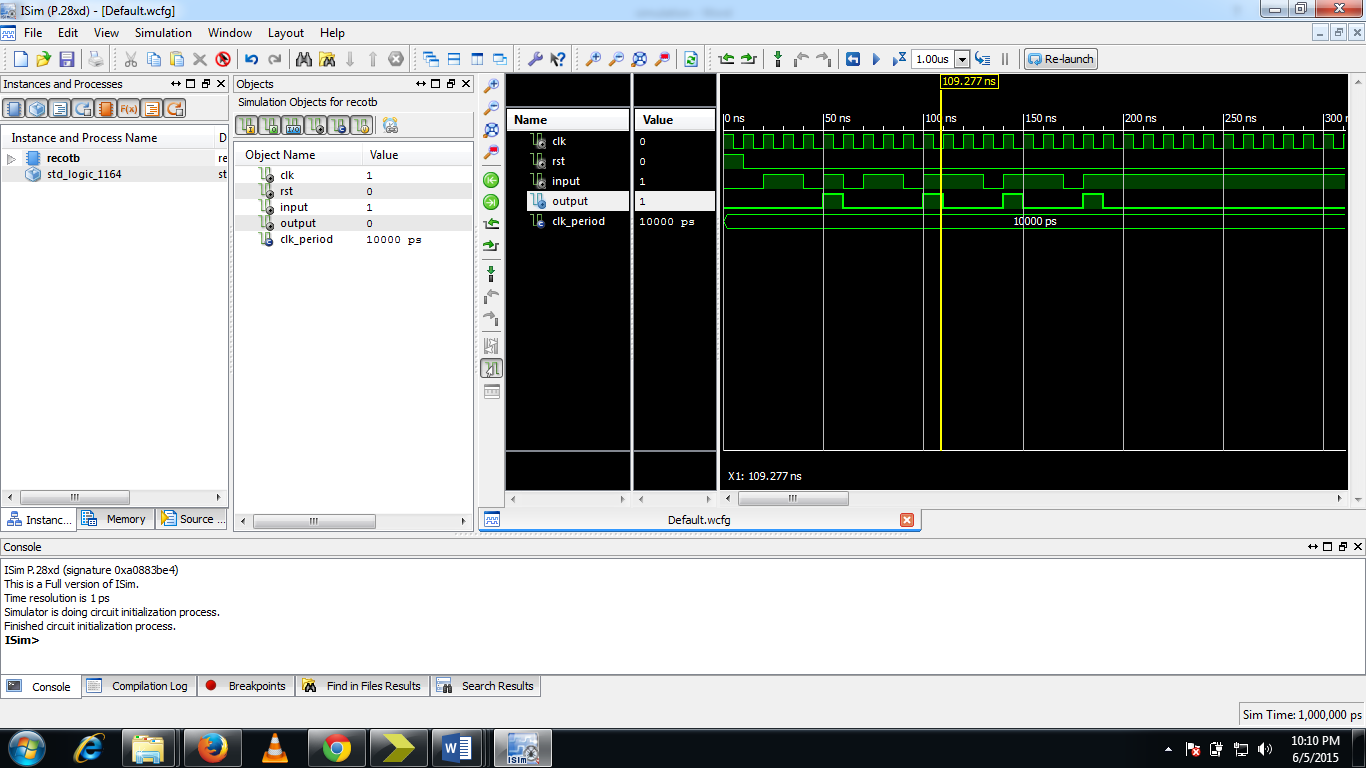 ISim (P.28xd) - [Default.wcfg]
File Edit View Simulation Window Layout Help
1.00us Re-launch
Instances and Processes
Instance and Process Name D
recotb re
std_logic_1164 st
Instanc... Memory Source ...
Objects
Simulation Objects for recotb
Object Name Value
clk 1
rst 0
input 1
output 0
clk_period 10000 ps
Name Value
clk 0
rst 0
input 1
output 1
clk_period 10000 ps
109.277 ns
0 ns 50 ns 100 ns 150 ns 200 ns 250 ns 300 n
10000 ps
X1: 109.277 ns
Default.wcfg
Console
ISim P.28xd (signature 0xa0883be4)
This is a Full version of ISim.
Time resolution is 1 ps
Simulator is doing circuit initialization process.
Finished circuit initialization process.
ISim>
Console Compilation Log Breakpoints Find in Files Results Search Results
Sim Time: 1,000,000 ps
10:10 PM
6/5/2015